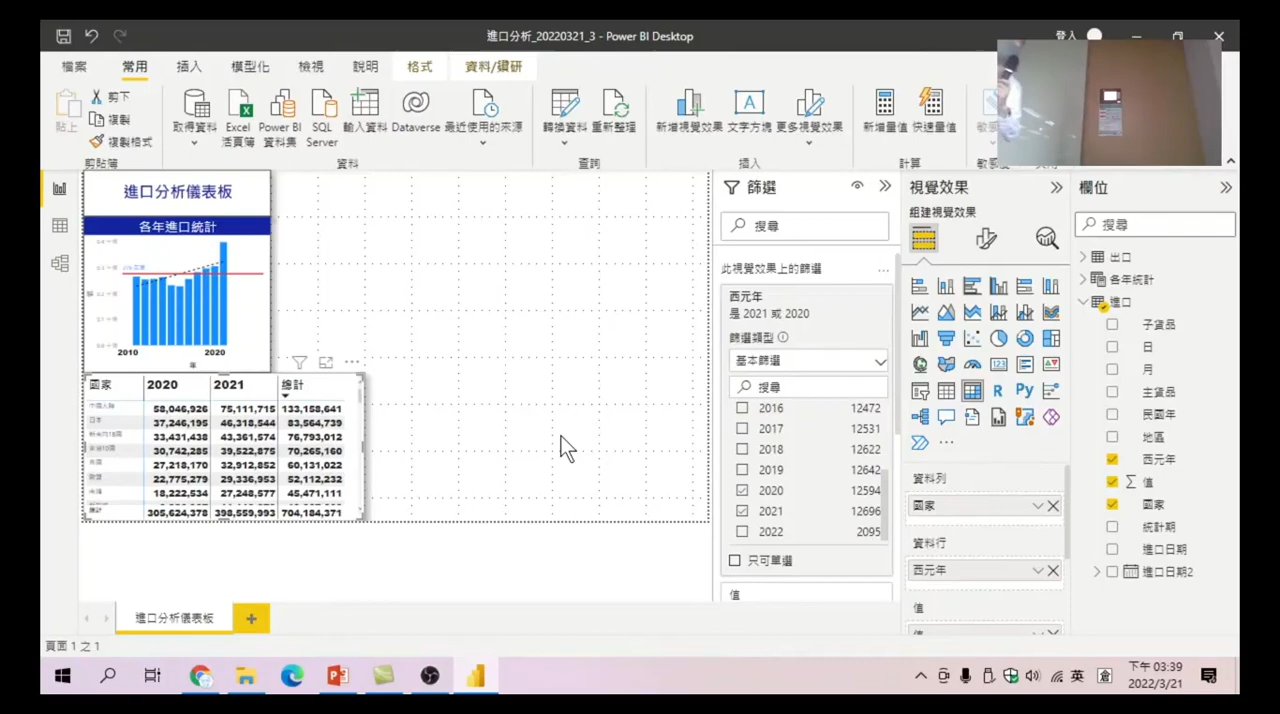 進口分析_20220321_3 - Power BI Desktop
登入
檔案 常用 插入 模型化 檢視 說明 格式 資料/鑽研
貼上 剪下 複製 複製格式 取得資料 Excel 活頁簿 Power BI 資料集 SQL Server 輸入資料 Dataverse 最近使用的來源 轉換資料 重新整理 新增視覺效果 文字方塊 更多視覺效果 新增量值 快速量值
剪貼簿 資料 查詢 插入 計算
進口分析儀表板
各年進口統計
2010 2020
年
國家 2020 2021 總計
中國大陸 58,046,926 75,111,715 133,158,641
日本 37,246,195 46,318,544 83,564,739
33,431,438 43,361,574 76,793,012
30,742,285 39,522,875 70,265,160
美國 27,218,170 32,912,852 60,131,022
歐盟 22,775,279 29,336,953 52,112,232
南韓 18,222,534 27,248,577 45,471,111
總計 305,624,378 398,559,993 704,184,371
篩選
搜尋
此視覺效果上的篩選
西元年
是 2021 或 2020
篩選類型
基本篩選
搜尋
2016 12472
2017 12531
2018 12622
2019 12642
2020 12594
2021 12696
2022 2095
只可單選
值
視覺效果
組建視覺效果
R Py
資料列
國家
資料行
西元年
值
欄位
搜尋
出口
各年統計
進口
子貨品
日
月
主貨品
民國年
地區
西元年
Σ 值
國家
統計期
進口日期
進口日期2
進口分析儀表板
頁面 1 之 1
英
下午 03:39
2022/3/21